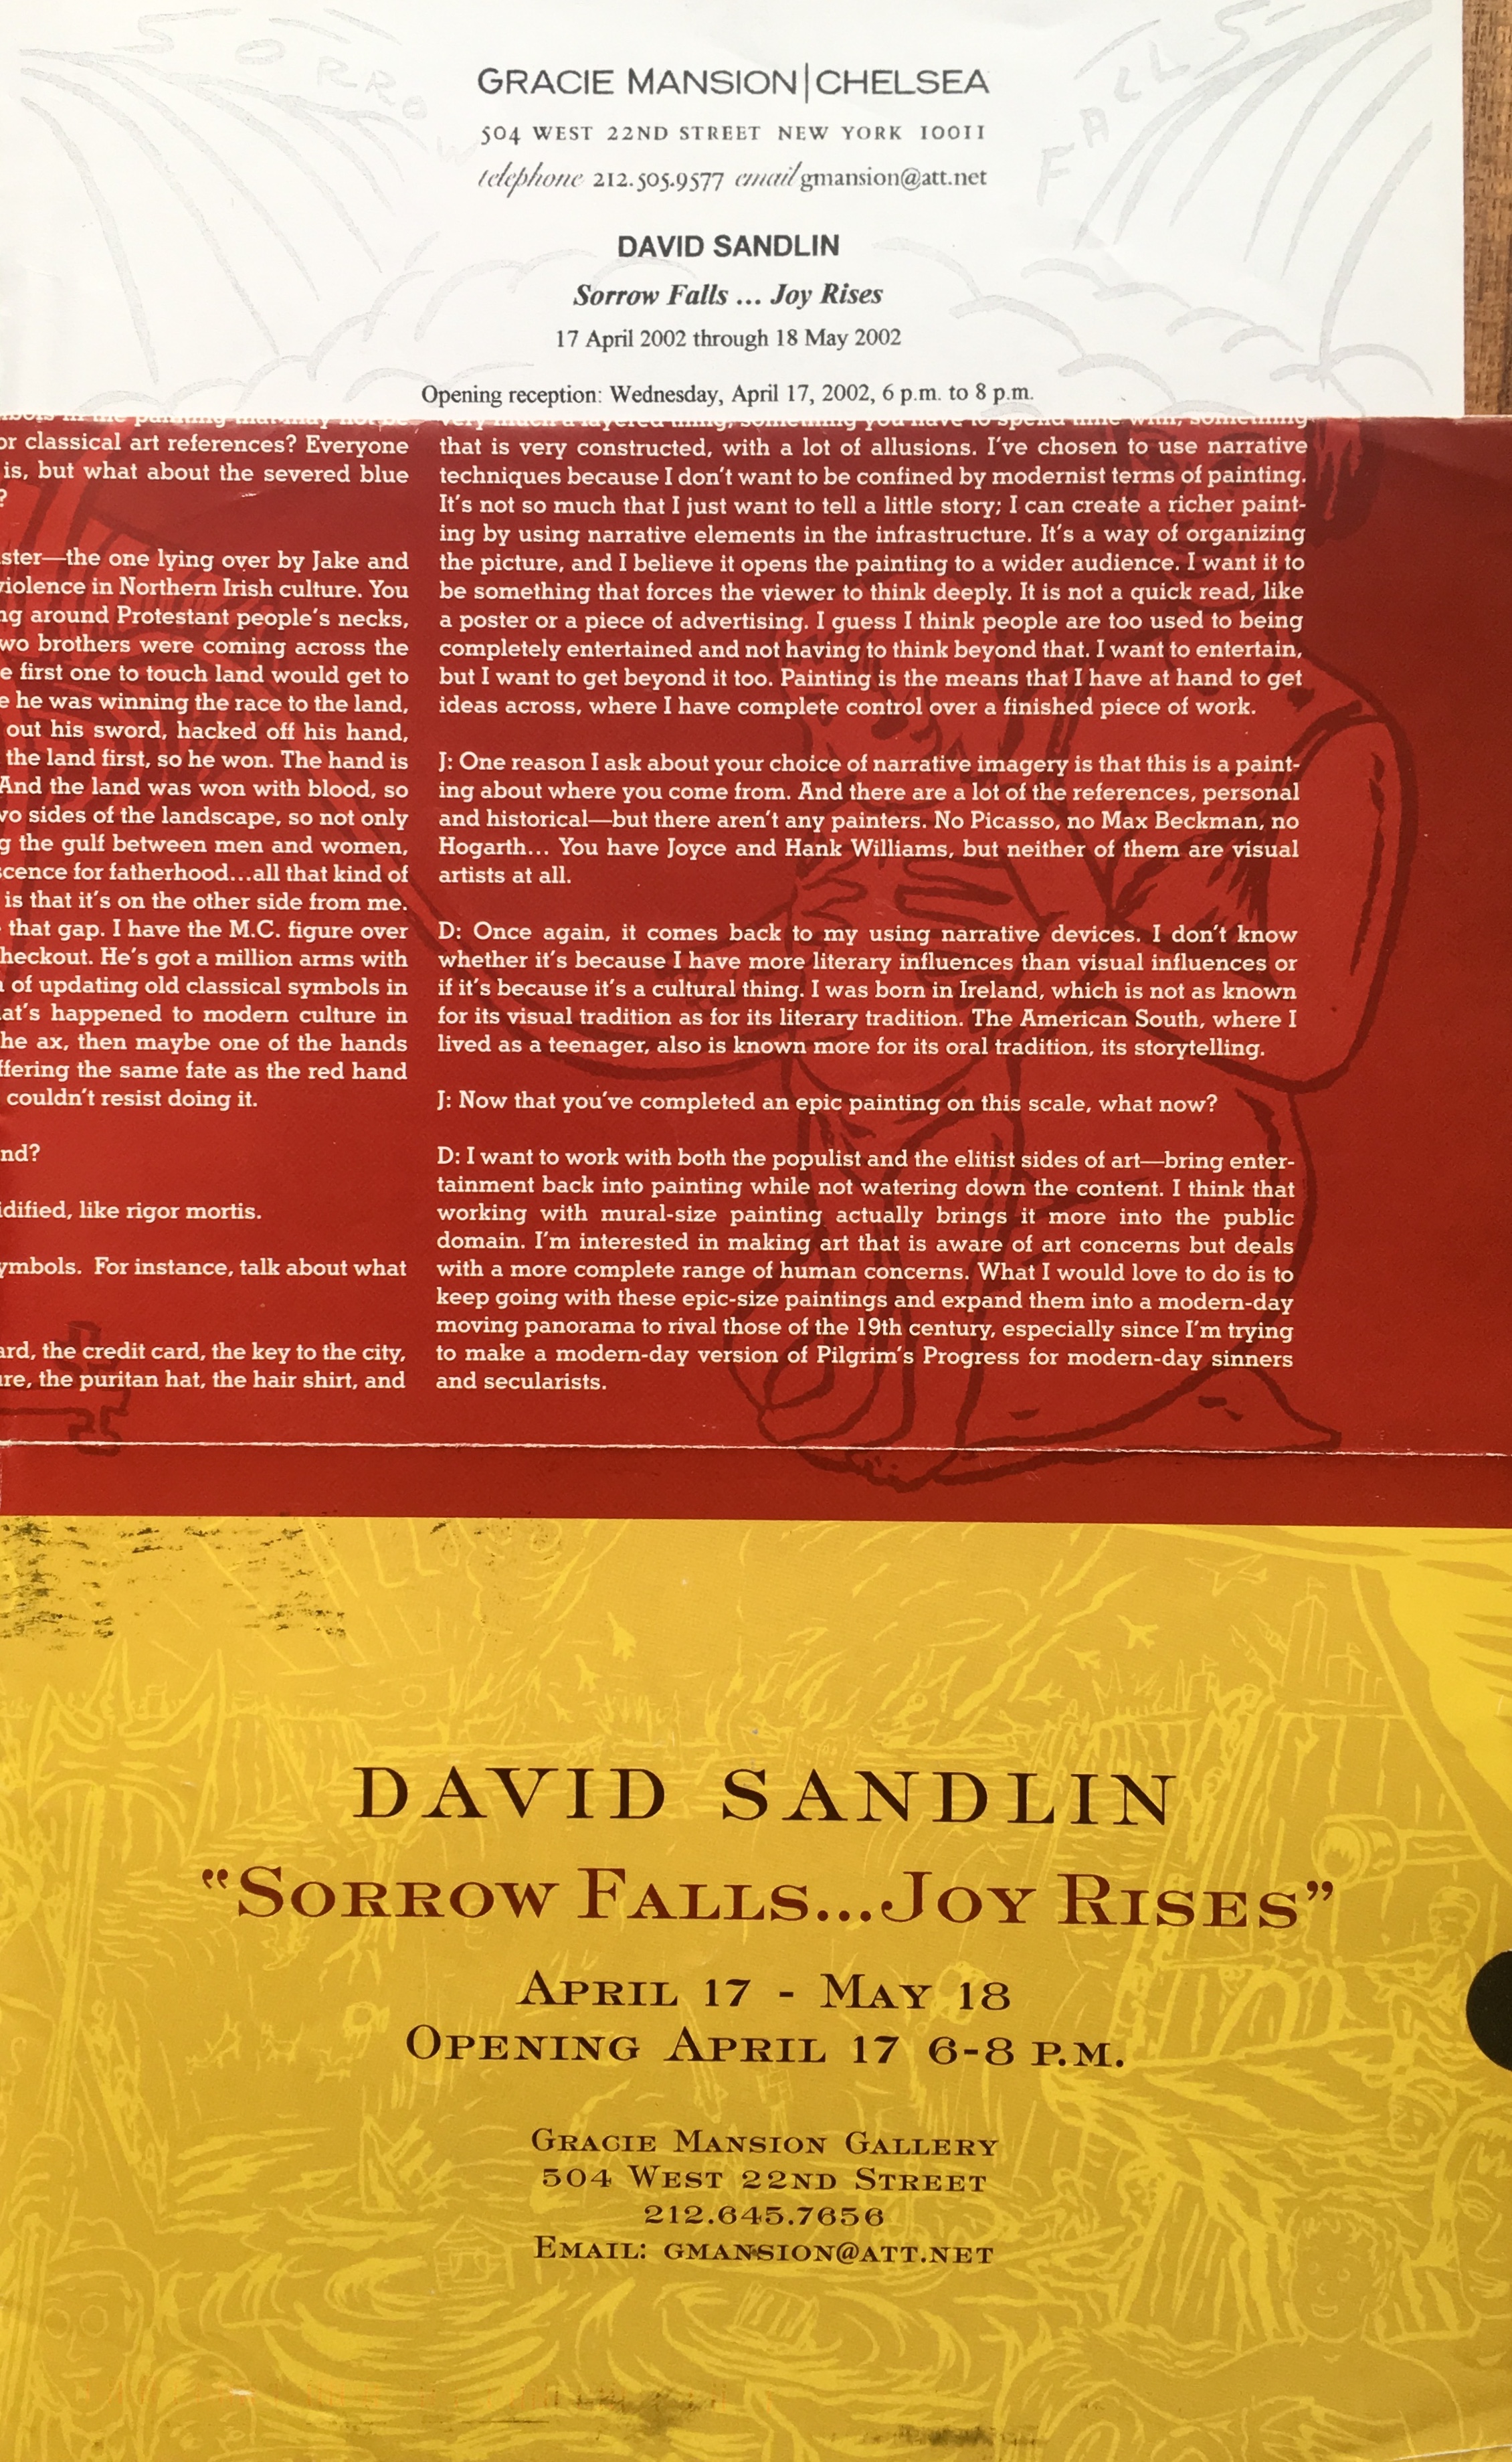 SORROW
FALLS
GRACIE MANSION|CHELSEA
504 WEST 22ND STREET NEW YORK 10011
telephone 212.505.9577 email gmansion@att.net
DAVID SANDLIN
Sorrow Falls ... Joy Rises
17 April 2002 through 18 May 2002
Opening reception: Wednesday, April 17, 2002, 6 p.m. to 8 p.m.
or classical art references? Everyone
is, but what about the severed blue
?
ster—the one lying over by Jake and
violence in Northern Irish culture. You
ng around Protestant people's necks,
wo brothers were coming across the
e first one to touch land would get to
e he was winning the race to the land,
out his sword, hacked off his hand,
the land first, so he won. The hand is
And the land was won with blood, so
vo sides of the landscape, so not only
g the gulf between men and women,
scence for fatherhood...all that kind of
is that it's on the other side from me.
that gap. I have the M.C. figure over
heckout. He's got a million arms with
of updating old classical symbols in
at's happened to modern culture in
he ax, then maybe one of the hands
ffering the same fate as the red hand
couldn't resist doing it.
nd?
idified, like rigor mortis.
ymbols. For instance, talk about what
ard, the credit card, the key to the city,
ure, the puritan hat, the hair shirt, and
very much a layered thing, something you have to spend time with, something
that is very constructed, with a lot of allusions. I've chosen to use narrative
techniques because I don't want to be confined by modernist terms of painting.
It's not so much that I just want to tell a little story; I can create a richer paint-
ing by using narrative elements in the infrastructure. It's a way of organizing
the picture, and I believe it opens the painting to a wider audience. I want it to
be something that forces the viewer to think deeply. It is not a quick read, like
a poster or a piece of advertising. I guess I think people are too used to being
completely entertained and not having to think beyond that. I want to entertain,
but I want to get beyond it too. Painting is the means that I have at hand to get
ideas across, where I have complete control over a finished piece of work.
J: One reason I ask about your choice of narrative imagery is that this is a paint-
ing about where you come from. And there are a lot of the references, personal
and historical—but there aren't any painters. No Picasso, no Max Beckman, no
Hogarth... You have Joyce and Hank Williams, but neither of them are visual
artists at all.
D: Once again, it comes back to my using narrative devices. I don't know
whether it's because I have more literary influences than visual influences or
if it's because it's a cultural thing. I was born in Ireland, which is not as known
for its visual tradition as for its literary tradition. The American South, where I
lived as a teenager, also is known more for its oral tradition, its storytelling.
J: Now that you've completed an epic painting on this scale, what now?
D: I want to work with both the populist and the elitist sides of art—bring enter-
tainment back into painting while not watering down the content. I think that
working with mural-size painting actually brings it more into the public
domain. I'm interested in making art that is aware of art concerns but deals
with a more complete range of human concerns. What I would love to do is to
keep going with these epic-size paintings and expand them into a modern-day
moving panorama to rival those of the 19th century, especially since I'm trying
to make a modern-day version of Pilgrim's Progress for modern-day sinners
and secularists.
DAVID SANDLIN
"SORROW FALLS...JOY RISES"
APRIL 17 - MAY 18
OPENING APRIL 17 6-8 P.M.
GRACIE MANSION GALLERY
504 WEST 22ND STREET
212.645.7656
EMAIL: GMANSION@ATT.NET